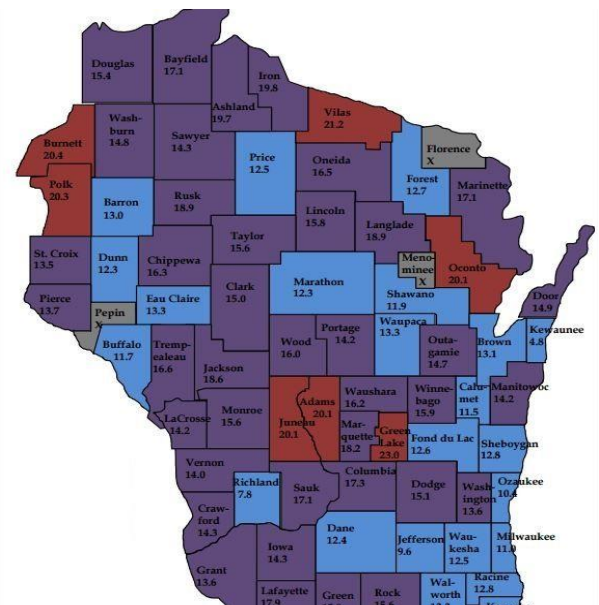 Douglas
15.4
Bayfield
17.1
Iron
19.8
Ashland
19.7
Vilas
21.2
Burnett
20.4
Wash-
burn
14.8
Sawyer
14.3
Price
12.5
Oneida
16.5
Forest
12.7
Florence
X
Marinette
17.1
Polk
20.3
Barron
13.0
Rusk
18.9
Lincoln
15.8
Langlade
18.9
Taylor
15.6
St. Croix
13.5
Dunn
12.3
Chippewa
16.3
Clark
15.0
Marathon
12.3
Meno-
minee
X
Oconto
20.1
Shawano
11.9
Door
14.9
Pierce
13.7
Pepin
X
Eau Claire
13.3
Buffalo
11.7
Tremp-
ealeau
16.6
Jackson
18.6
Wood
16.0
Portage
14.2
Waupaca
13.3
Outa-
gamie
14.7
Brown
13.1
Kewaunee
4.8
LaCrosse
14.2
Monroe
15.6
Juneau
20.1
Adams
20.1
Waushara
16.2
Winne-
bago
15.9
Calu-
met
11.5
Manitowoc
14.2
Mar-
quette
18.2
Green
Lake
23.0
Fond du Lac
12.6
Sheboygan
12.8
Vernon
14.0
Richland
7.8
Sauk
17.1
Columbia
17.3
Dodge
15.1
Wash-
ington
13.6
Ozaukee
10.4
Craw-
ford
14.3
Dane
12.4
Jefferson
9.6
Wau-
kesha
12.5
Milwaukee
11.0
Grant
13.6
Iowa
14.3
Lafayette
17.9
Green
Rock
Wal-
worth
Racine
12.8